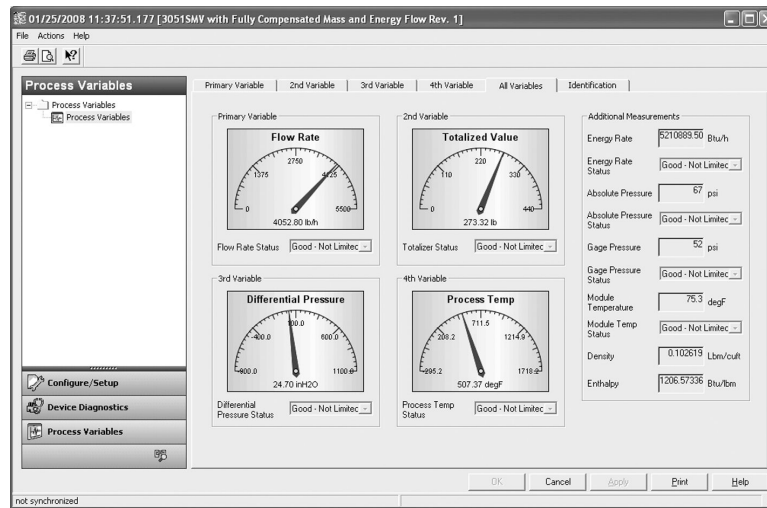 01/25/2008 11:37:51.177 [3051SMV with Fully Compensated Mass and Energy Flow Rev. 1]
File Actions Help
Process Variables
Process Variables
Process Variables
Configure/Setup
Device Diagnostics
Process Variables
Primary Variable
2nd Variable
3rd Variable
4th Variable
All Variables
Identification
Primary Variable
Flow Rate
0
1375
2750
4125
5500
4052.80 lb/h
Flow Rate Status
Good - Not Limitec
2nd Variable
Totalized Value
0
110
220
330
440
273.32 lb
Totalizer Status
Good - Not Limitec
3rd Variable
Differential Pressure
-900.0
-400.0
100.0
600.0
1100.0
24.70 inH2O
Differential
Pressure Status
Good - Not Limitec
4th Variable
Process Temp
-295.2
208.2
711.5
1214.9
1718.2
507.37 degF
Process Temp
Status
Good - Not Limitec
Additional Measurements
Energy Rate 5210889.50 Btu/h
Energy Rate
Status
Good - Not Limitec
Absolute Pressure 67 psi
Absolute Pressure
Status
Good - Not Limitec
Gage Pressure 52 psi
Gage Pressure
Status
Good - Not Limitec
Module
Temperature
75.3 degF
Module Temp
Status
Good - Not Limitec
Density 0.102619 Lbm/cuft
Enthalpy 1206.57336 Btu/lbm
OK Cancel Apply Print Help
not synchronized